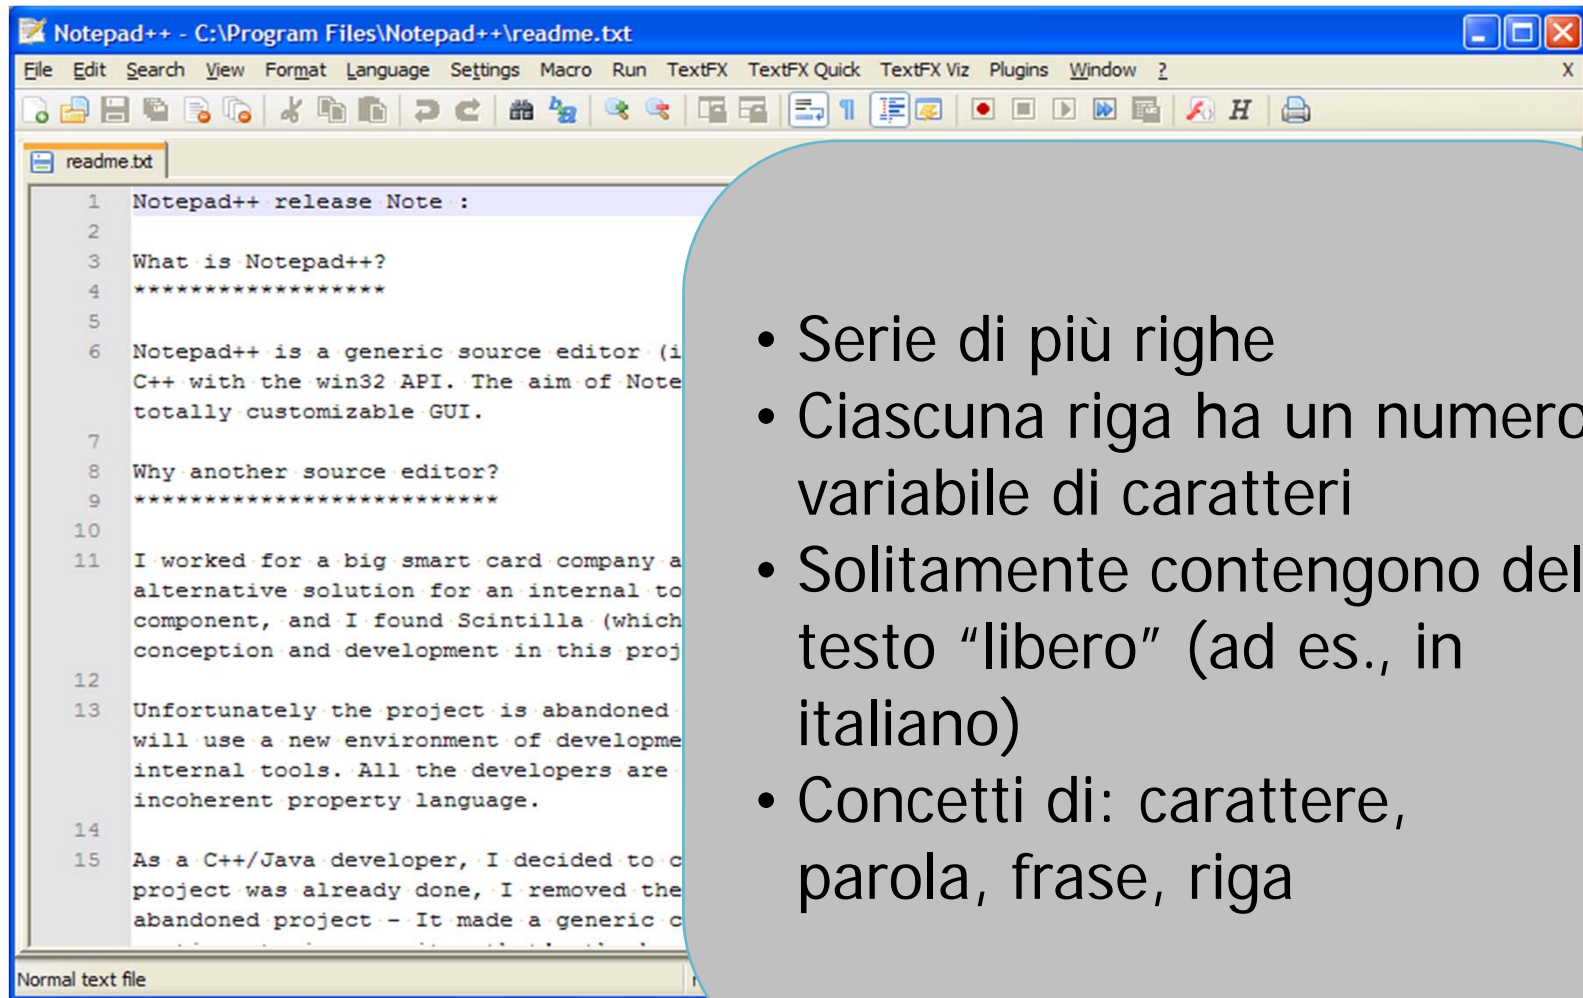 Notepad++ - C:\Program Files\Notepad++\readme.txt
File Edit Search View Format Language Settings Macro Run TextFX TextFX Quick TextFX Viz Plugins Window ? X
readme.txt
1 Notepad++ release Note :
2
3 What is Notepad++?
4 ******************
5
6 Notepad++ is a generic source editor (i
C++ with the win32 API. The aim of Note
totally customizable GUI.
7
8 Why another source editor?
9 **************************
10
11 I worked for a big smart card company a
alternative solution for an internal to
component, and I found Scintilla (which
conception and development in this proj
12
13 Unfortunately the project is abandoned
will use a new environment of developme
internal tools. All the developers are
incoherent property language.
14
15 As a C++/Java developer, I decided to c
project was already done, I removed the
abandoned project - It made a generic c
Normal text file
• Serie di più righe
• Ciascuna riga ha un numero
variabile di caratteri
• Solitamente contengono del
testo “libero” (ad es., in
italiano)
• Concetti di: carattere,
parola, frase, riga